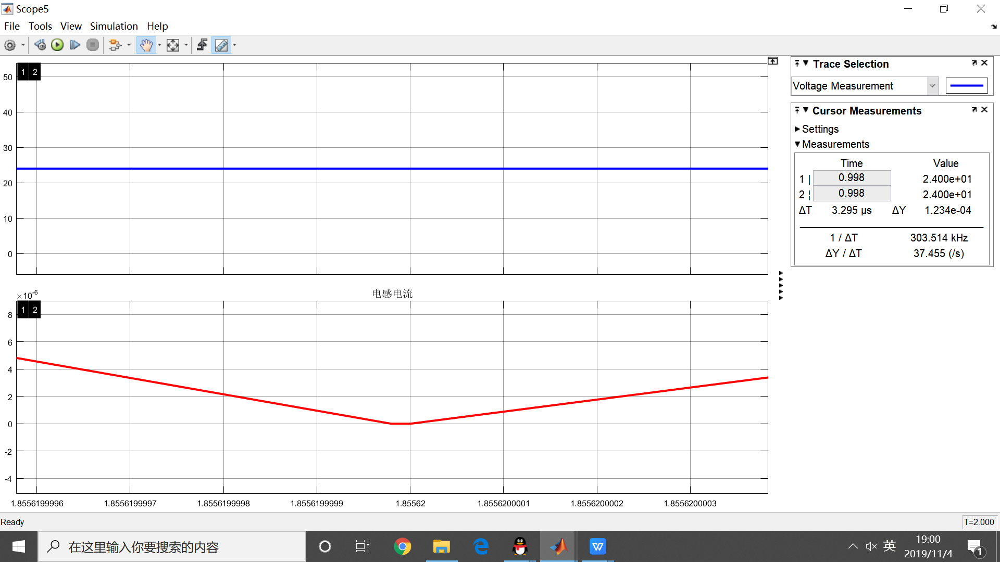 Scope5
File Tools View Simulation Help
1 2
50
40
30
20
10
0
电感电流
×10-6
1 2
8
6
4
2
0
-2
-4
1.8556199996 1.8556199997 1.8556199998 1.8556199999 1.85562 1.8556200001 1.8556200002 1.8556200003
Trace Selection
Voltage Measurement
Cursor Measurements
Settings
Measurements
Time Value
1 | 0.998 2.400e+01
2 ¦ 0.998 2.400e+01
ΔT 3.295 µs ΔY 1.234e-04
1 / ΔT 303.514 kHz
ΔY / ΔT 37.455 (/s)
Ready T=2.000
在这里输入你要搜索的内容
W
英
19:00
2019/11/4
1